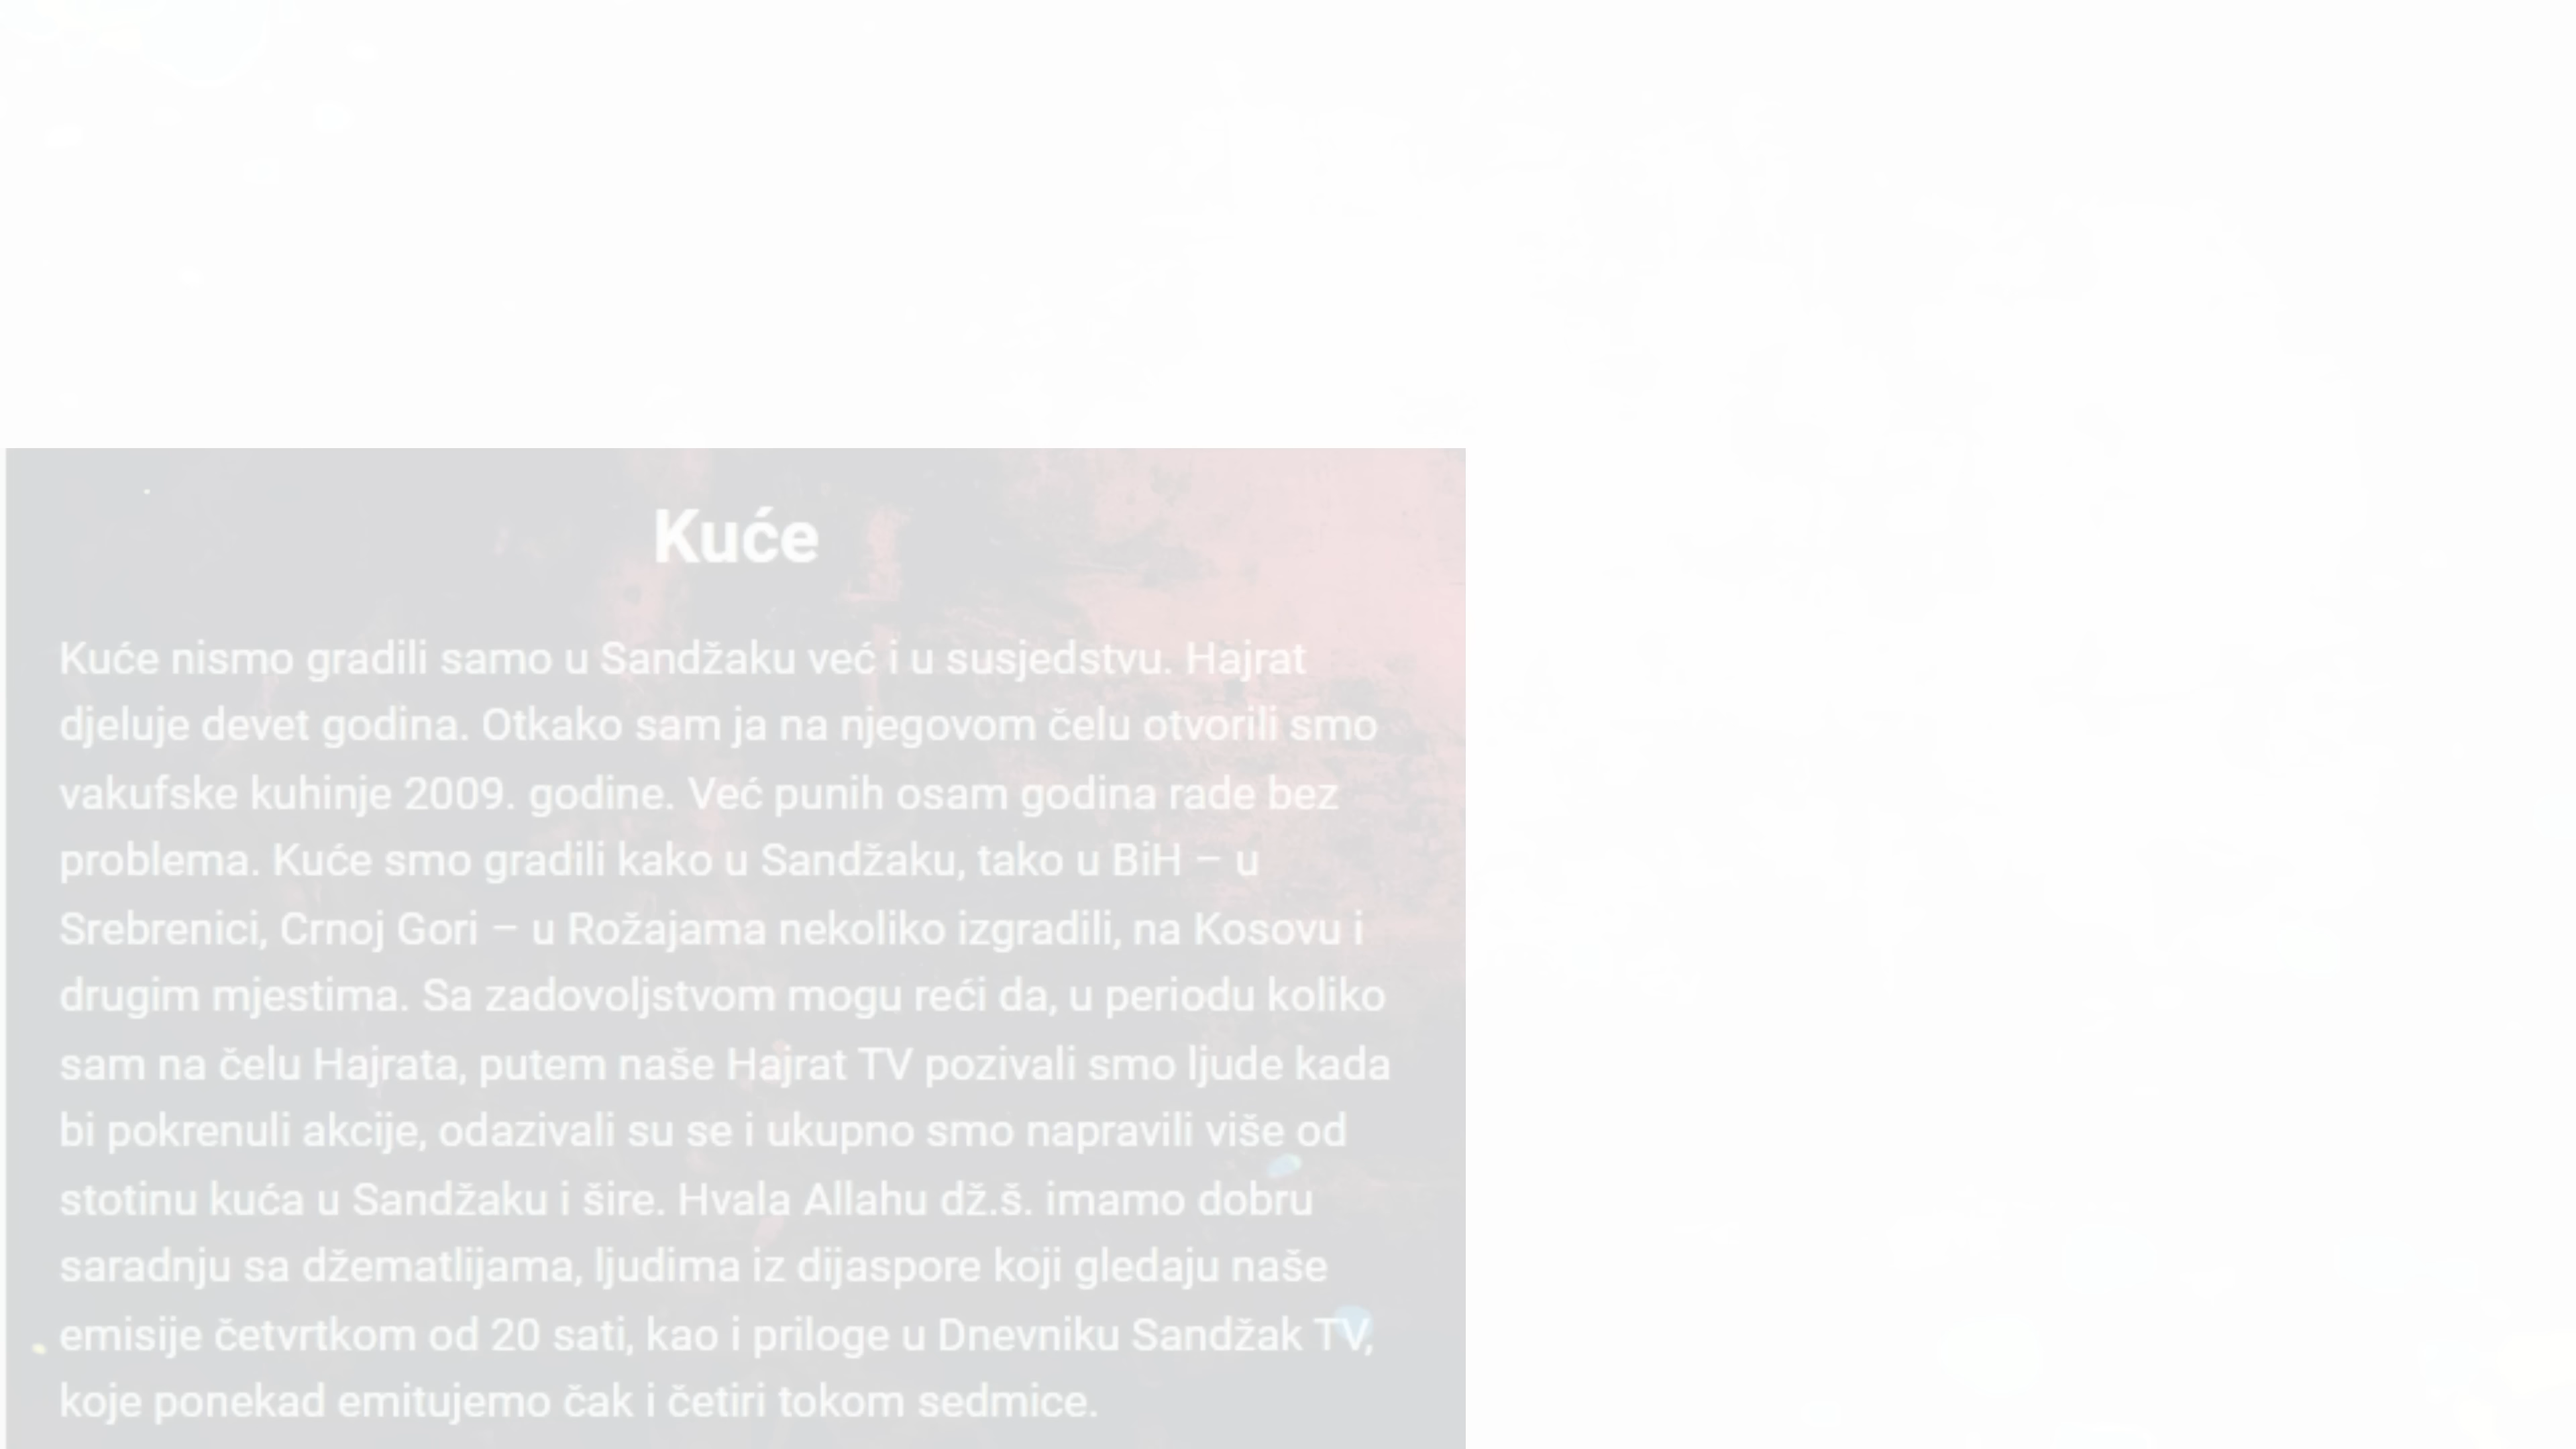 Kuće
Kuće nismo gradili samo u Sandžaku već i u susjedstvu. Hajrat
djeluje devet godina. Otkako sam ja na njegovom čelu otvorili smo
vakufske kuhinje 2009. godine. Već punih osam godina rade bez
problema. Kuće smo gradili kako u Sandžaku, tako u BiH – u
Srebrenici, Crnoj Gori – u Rožajama nekoliko izgradili, na Kosovu i
drugim mjestima. Sa zadovoljstvom mogu reći da, u periodu koliko
sam na čelu Hajrata, putem naše Hajrat TV pozivali smo ljude kada
bi pokrenuli akcije, odazivali su se i ukupno smo napravili više od
stotinu kuća u Sandžaku i šire. Hvala Allahu dž.š. imamo dobru
saradnju sa džematlijama, ljudima iz dijaspore koji gledaju naše
emisije četvrtkom od 20 sati, kao i priloge u Dnevniku Sandžak TV,
koje ponekad emitujemo čak i četiri tokom sedmice.